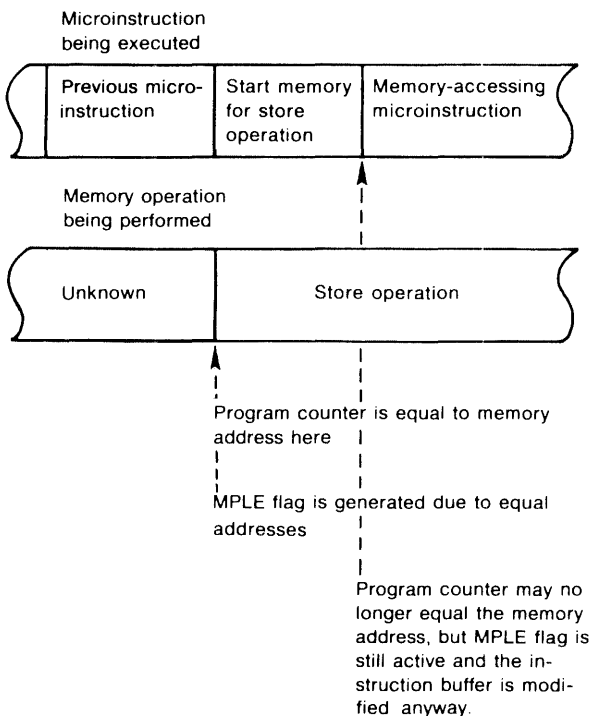 Microinstruction
being executed
Previous micro-
instruction
Start memory
for store
operation
Memory-accessing
microinstruction
Memory operation
being performed
Unknown
Store operation
Program counter is equal to memory
address here
MPLE flag is generated due to equal
addresses
Program counter may no
longer equal the memory
address, but MPLE flag is
still active and the in-
struction buffer is modi-
fied anyway.